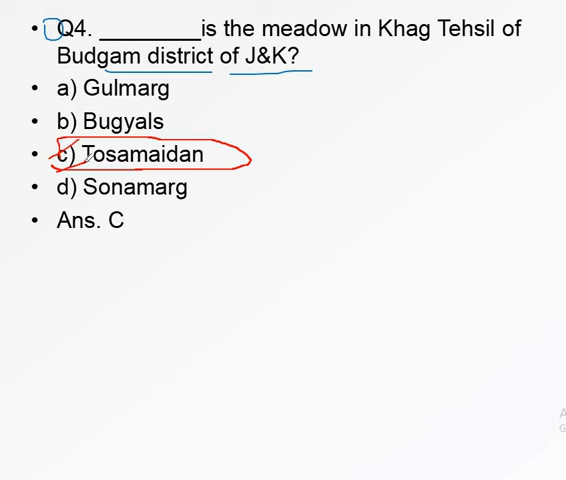 • Q4. ________is the meadow in Khag Tehsil of
Budgam district of J&K?
• a) Gulmarg
• b) Bugyals
• c) Tosamaidan
• d) Sonamarg
• Ans. C
A
G